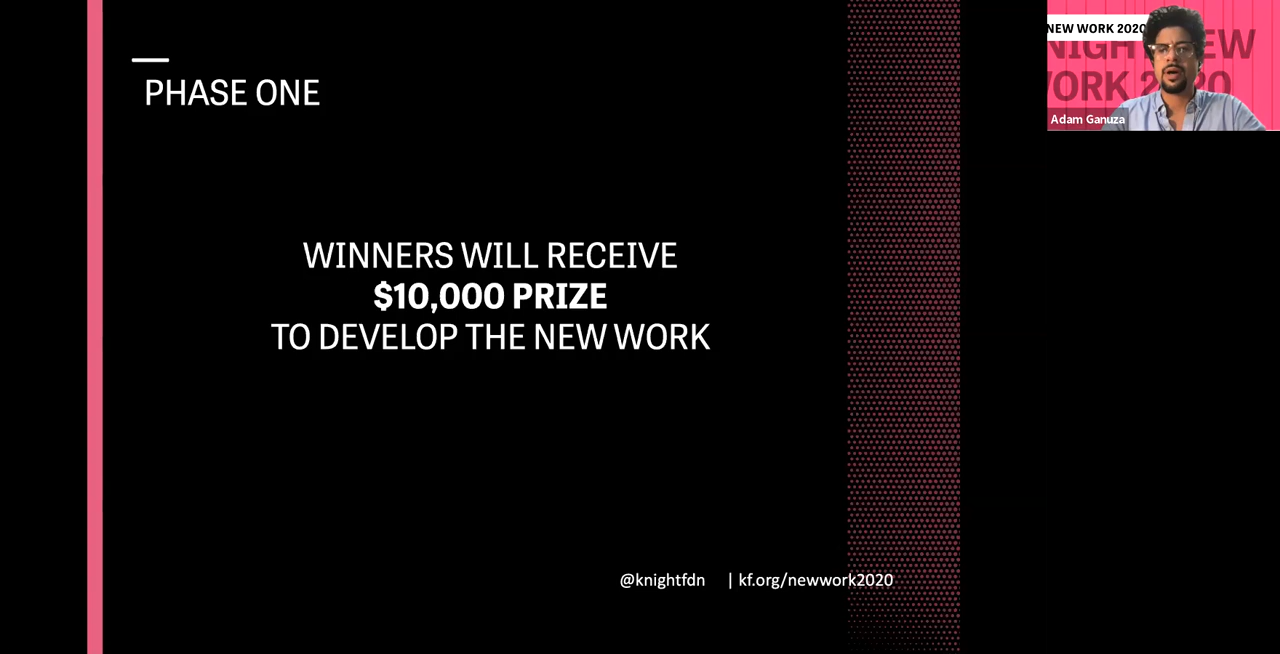 PHASE ONE
WINNERS WILL RECEIVE
$10,000 PRIZE
TO DEVELOP THE NEW WORK
@knightfdn | kf.org/newwork2020
NEW WORK 2020
Adam Ganuza